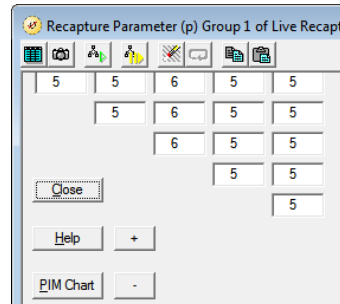 Recapture Parameter (p) Group 1 of Live Recapt
5 5 6 5 5
5 6 5 5
6 5 5
5 5
Close
5
Help +
PIM Chart -